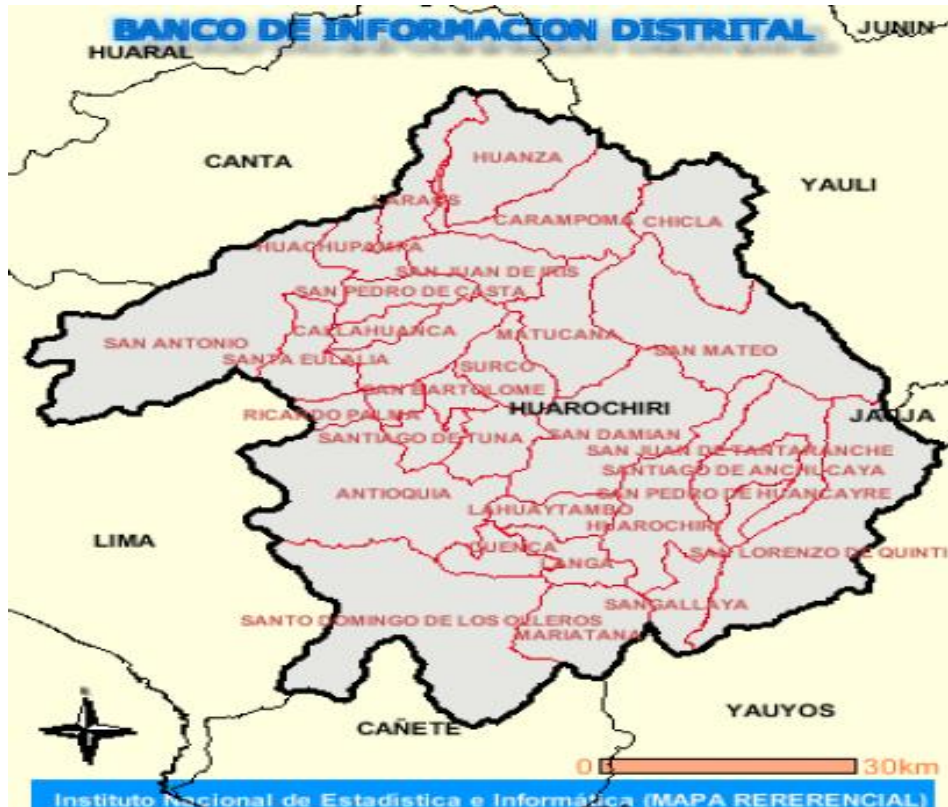 BANCO DE INFORMACION DISTRITAL
JUNIN
HUARAL
CANTA
HUANZA
YAULI
LARAOS
CARAMPOMA
CHICLA
HUACHUPAMPA
SAN JUAN DE IRIS
SAN PEDRO DE CASTA
CALLAHUANCA
MATUCANA
SAN ANTONIO
SAN MATEO
SANTA EULALIA
SURCO
SAN BARTOLOME
HUAROCHIRI
RICARDO PALMA
JAUJA
SANTIAGO DE TUNA
SAN DAMIAN
SAN JUAN DE TANTARANCHE
SANTIAGO DE ANCHUCAYA
ANTIOQUIA
SAN PEDRO DE HUANCAYRE
LAHUAYTAMBO
HUAROCHIRI
LIMA
CUENCA
SAN LORENZO DE QUINTI
LANGA
SANGALLAYA
SANTO DOMINGO DE LOS OLLEROS
MARIATANA
YAUYOS
CAÑETE
0 30km
Instituto Nacional de Estadistica e Informática (MAPA RERERENCIAL)